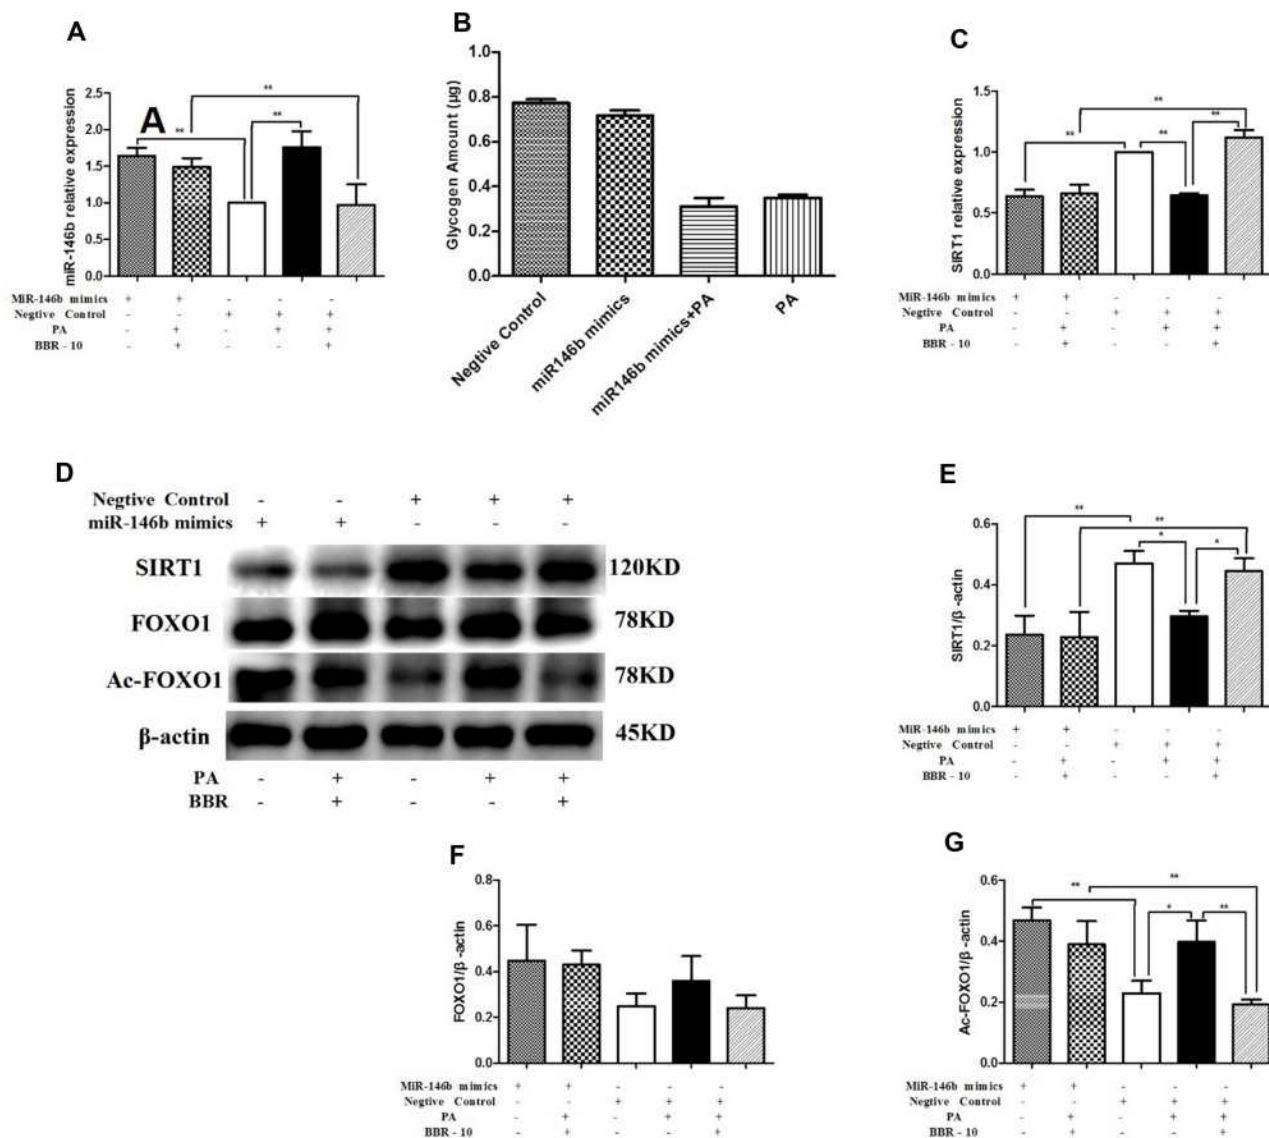 A
miR-146b relative expression
2.5
2.0
1.5
1.0
0.5
0.0
A
**
**
**
MiR-146b mimics + + - - -
Negtive Control - - + + +
PA - + - + +
BBR - 10 - + - - +
B
Glycogen Amount (μg)
1.0
0.8
0.6
0.4
0.2
0.0
Negtive Control
miR146b mimics
miR146b mimics+PA
PA
C
SIRT1 relative expression
1.5
1.0
0.5
0.0
**
**
**
**
MiR-146b mimics + + - - -
Negtive Control - - + + +
PA - + - + +
BBR - 10 - + - - +
D
Negtive Control - - + + +
miR-146b mimics + + - - -
SIRT1 120KD
FOXO1 78KD
Ac-FOXO1 78KD
β-actin 45KD
PA - + - + +
BBR - + - - +
E
SIRT1/β -actin
0.6
0.4
0.2
0.0
**
**
*
*
MiR-146b mimics + + - - -
Negtive Control - - + + +
PA - + - + +
BBR - 10 - + - - +
F
FOXO1/β -actin
0.8
0.6
0.4
0.2
0.0
MiR-146b mimics + + - - -
Negtive Control - - + + +
PA - + - + +
BBR - 10 - + - - +
G
Ac-FOXO1/β -actin
0.6
0.4
0.2
0.0
**
**
*
**
MiR-146b mimics + + - - -
Negtive Control - - + + +
PA - + - + +
BBR - 10 - + - - +